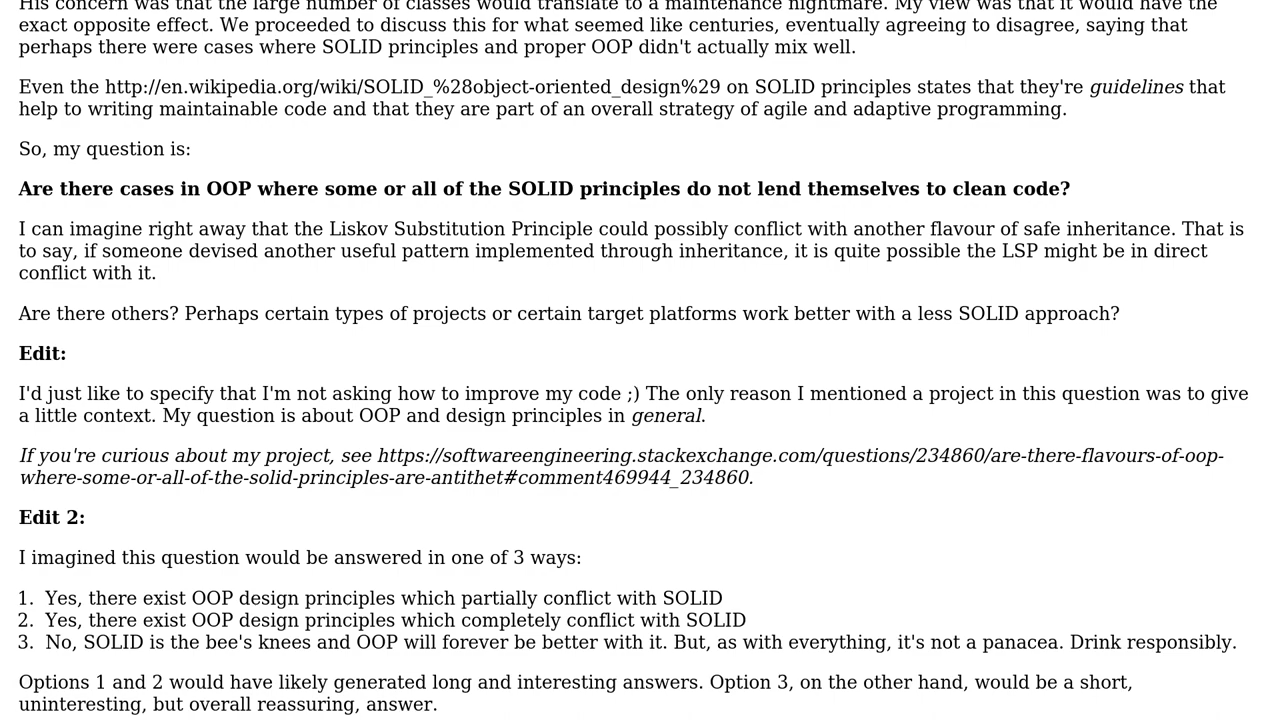 His concern was that the large number of classes would translate to a maintenance nightmare. My view was that it would have the
exact opposite effect. We proceeded to discuss this for what seemed like centuries, eventually agreeing to disagree, saying that
perhaps there were cases where SOLID principles and proper OOP didn't actually mix well.
Even the http://en.wikipedia.org/wiki/SOLID_%28object-oriented_design%29 on SOLID principles states that they're guidelines that
help to writing maintainable code and that they are part of an overall strategy of agile and adaptive programming.
So, my question is:
Are there cases in OOP where some or all of the SOLID principles do not lend themselves to clean code?
I can imagine right away that the Liskov Substitution Principle could possibly conflict with another flavour of safe inheritance. That is
to say, if someone devised another useful pattern implemented through inheritance, it is quite possible the LSP might be in direct
conflict with it.
Are there others? Perhaps certain types of projects or certain target platforms work better with a less SOLID approach?
Edit:
I'd just like to specify that I'm not asking how to improve my code ;) The only reason I mentioned a project in this question was to give
a little context. My question is about OOP and design principles in general.
If you're curious about my project, see https://softwareengineering.stackexchange.com/questions/234860/are-there-flavours-of-oop-
where-some-or-all-of-the-solid-principles-are-antithet#comment469944_234860.
Edit 2:
I imagined this question would be answered in one of 3 ways:
1. Yes, there exist OOP design principles which partially conflict with SOLID
2. Yes, there exist OOP design principles which completely conflict with SOLID
3. No, SOLID is the bee's knees and OOP will forever be better with it. But, as with everything, it's not a panacea. Drink responsibly.
Options 1 and 2 would have likely generated long and interesting answers. Option 3, on the other hand, would be a short,
uninteresting, but overall reassuring, answer.